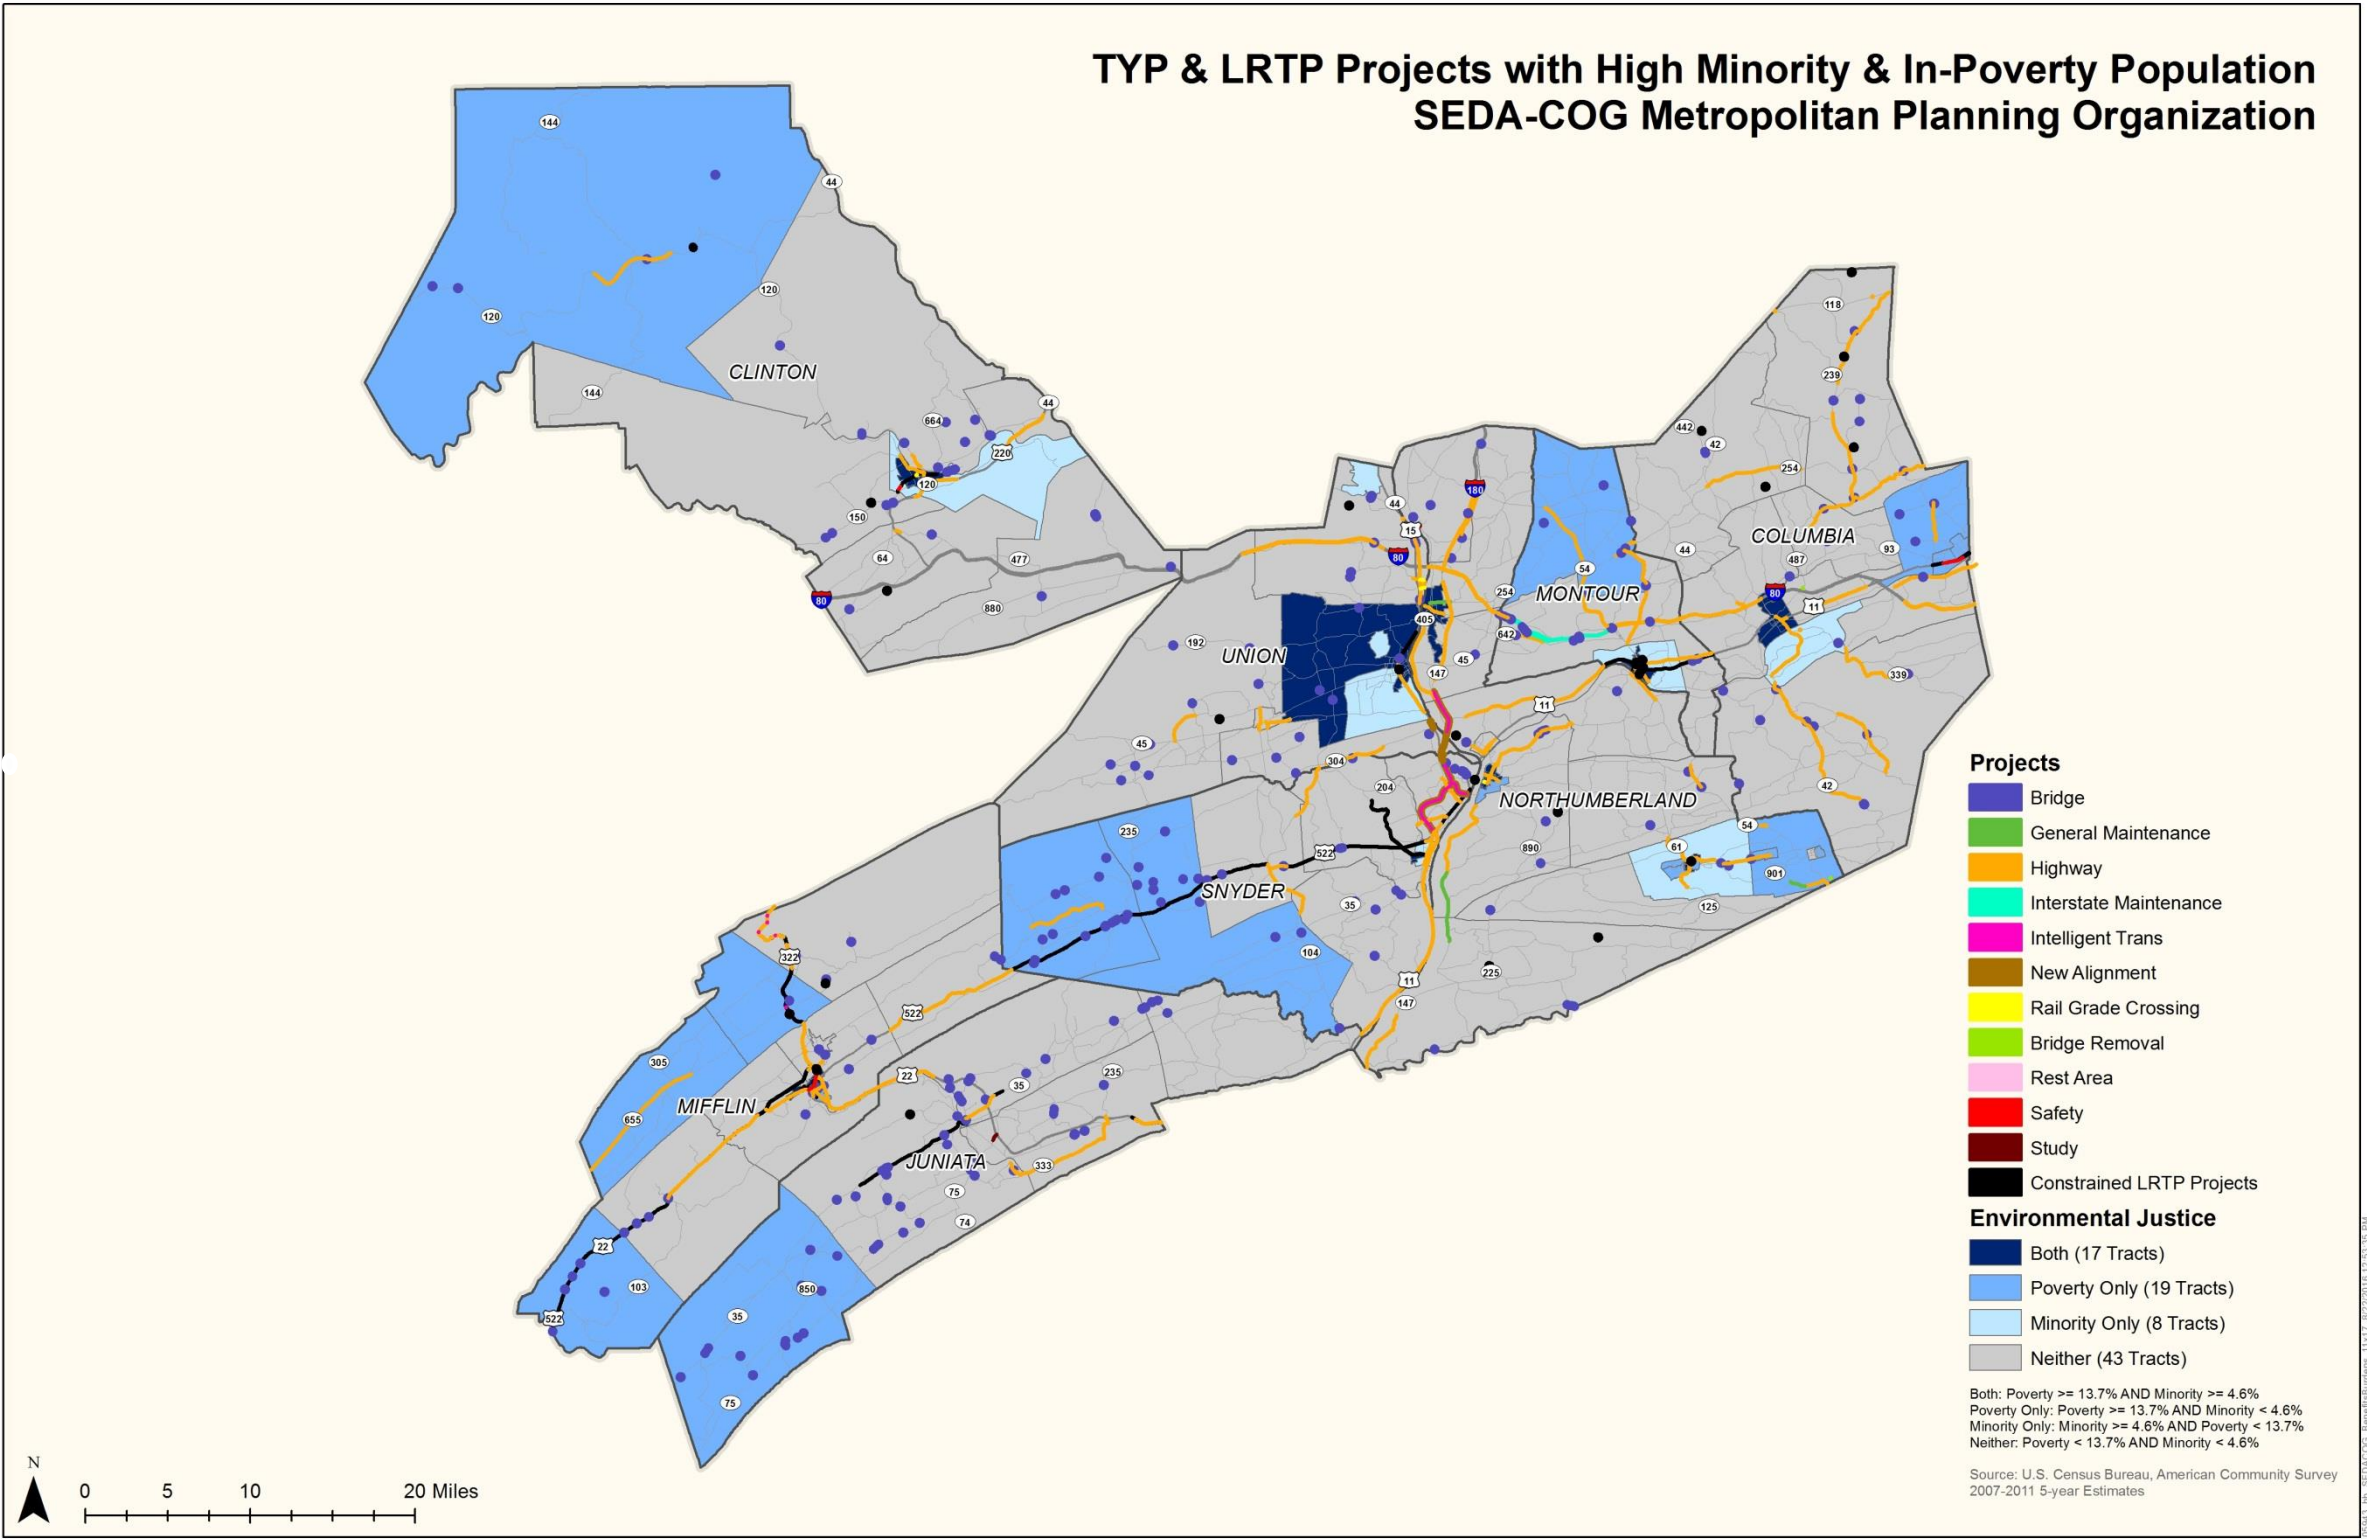 TYP & LRTP Projects with High Minority & In-Poverty Population
SEDA-COG Metropolitan Planning Organization
144
44
120
120
CLINTON
144
44
664
220
120
150
64
477
80
880
118
239
442
42
254
180
44
15
80
COLUMBIA
93
44
487
54
254
MONTOUR
80
11
405
642
192
UNION
45
147
339
11
45
304
204
NORTHUMBERLAND
42
54
235
522
61
890
901
SNYDER
35
125
104
322
225
11
147
522
305
22
35
235
655
MIFFLIN
JUNIATA
333
75
74
22
103
850
522
35
75
Projects
Bridge
General Maintenance
Highway
Interstate Maintenance
Intelligent Trans
New Alignment
Rail Grade Crossing
Bridge Removal
Rest Area
Safety
Study
Constrained LRTP Projects
Environmental Justice
Both (17 Tracts)
Poverty Only (19 Tracts)
Minority Only (8 Tracts)
Neither (43 Tracts)
Both: Poverty >= 13.7% AND Minority >= 4.6%
Poverty Only: Poverty >= 13.7% AND Minority < 4.6%
Minority Only: Minority >= 4.6% AND Poverty < 13.7%
Neither: Poverty < 13.7% AND Minority < 4.6%
Source: U.S. Census Bureau, American Community Survey
2007-2011 5-year Estimates
N
0 5 10 20 Miles